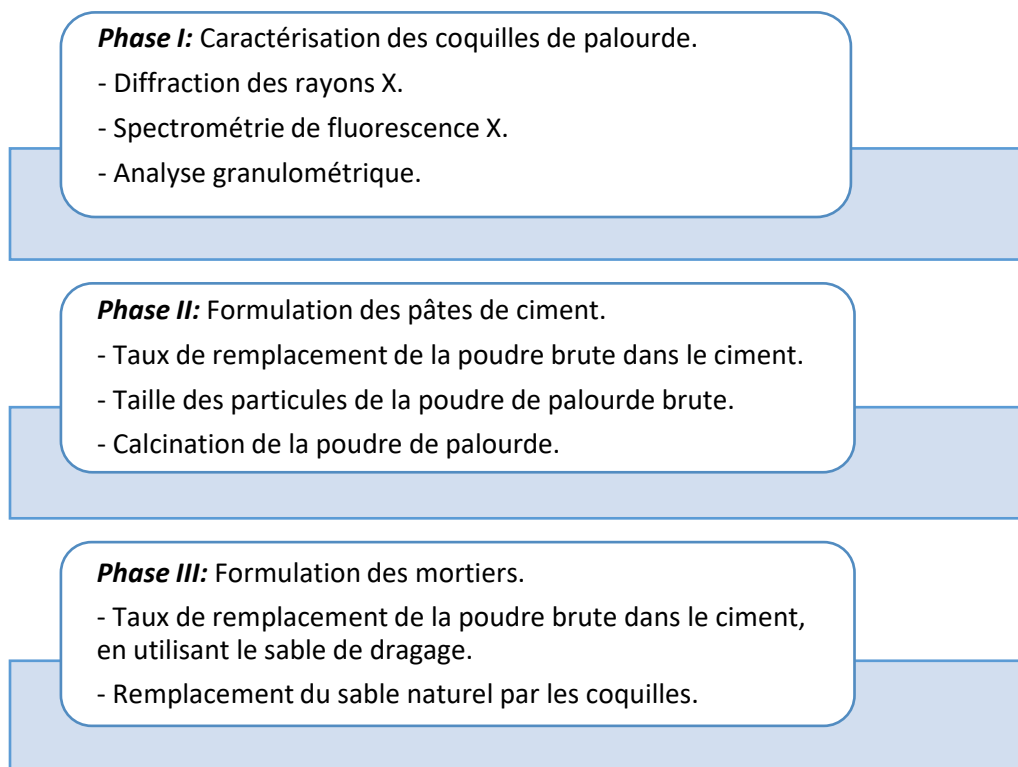 Phase I: Caractérisation des coquilles de palourde.
- Diffraction des rayons X.
- Spectrométrie de fluorescence X.
- Analyse granulométrique.
Phase II: Formulation des pâtes de ciment.
- Taux de remplacement de la poudre brute dans le ciment.
- Taille des particules de la poudre de palourde brute.
- Calcination de la poudre de palourde.
Phase III: Formulation des mortiers.
- Taux de remplacement de la poudre brute dans le ciment,
en utilisant le sable de dragage.
- Remplacement du sable naturel par les coquilles.